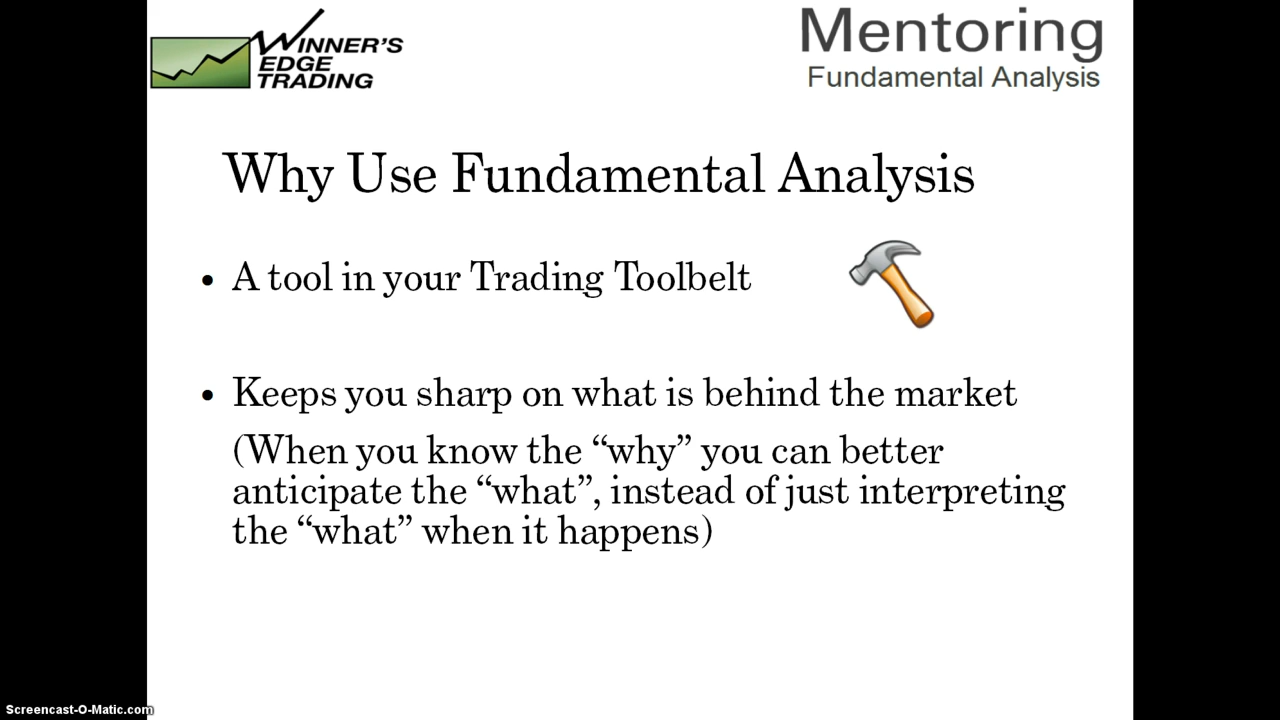 WINNER'S
EDGE
TRADING
Mentoring
Fundamental Analysis
Why Use Fundamental Analysis
• A tool in your Trading Toolbelt
• Keeps you sharp on what is behind the market
(When you know the “why” you can better
anticipate the “what”, instead of just interpreting
the “what” when it happens)
Screencast-O-Matic.com